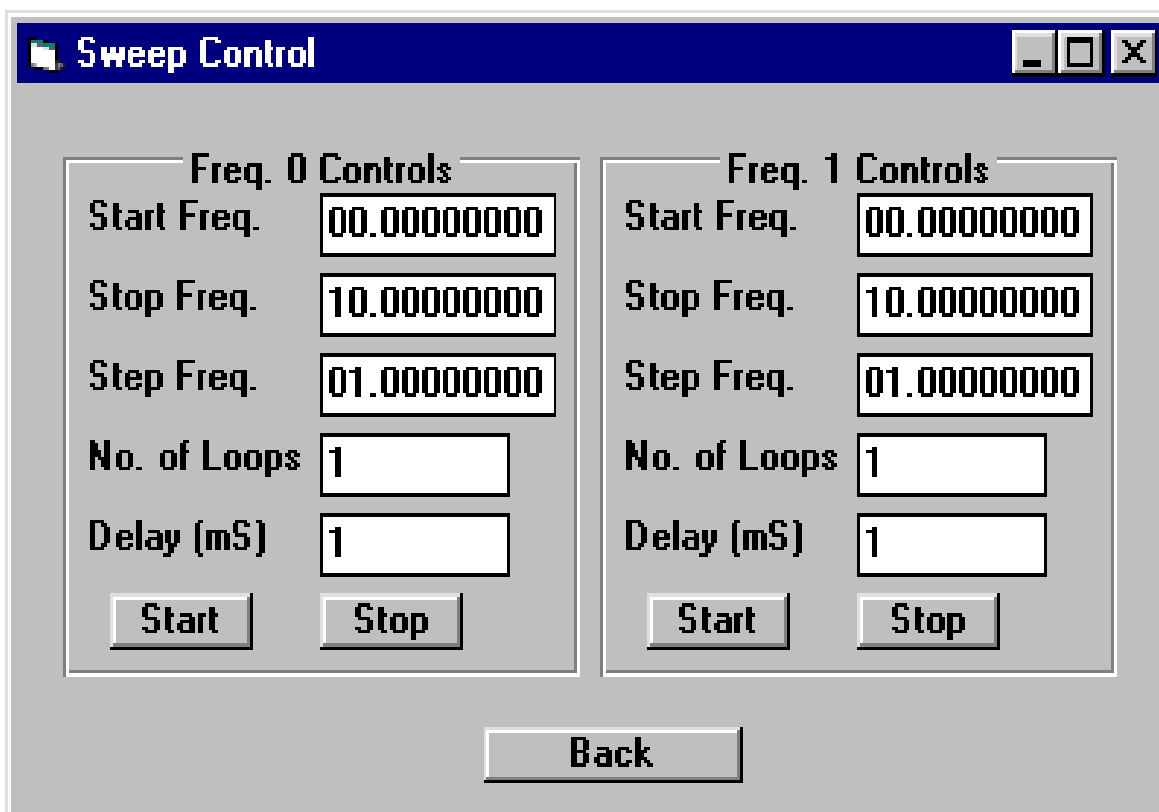 Sweep Control
Freq. 0 Controls
Start Freq. 00.00000000
Stop Freq. 10.00000000
Step Freq. 01.00000000
No. of Loops 1
Delay (mS) 1
Start Stop
Freq. 1 Controls
Start Freq. 00.00000000
Stop Freq. 10.00000000
Step Freq. 01.00000000
No. of Loops 1
Delay (mS) 1
Start Stop
Back